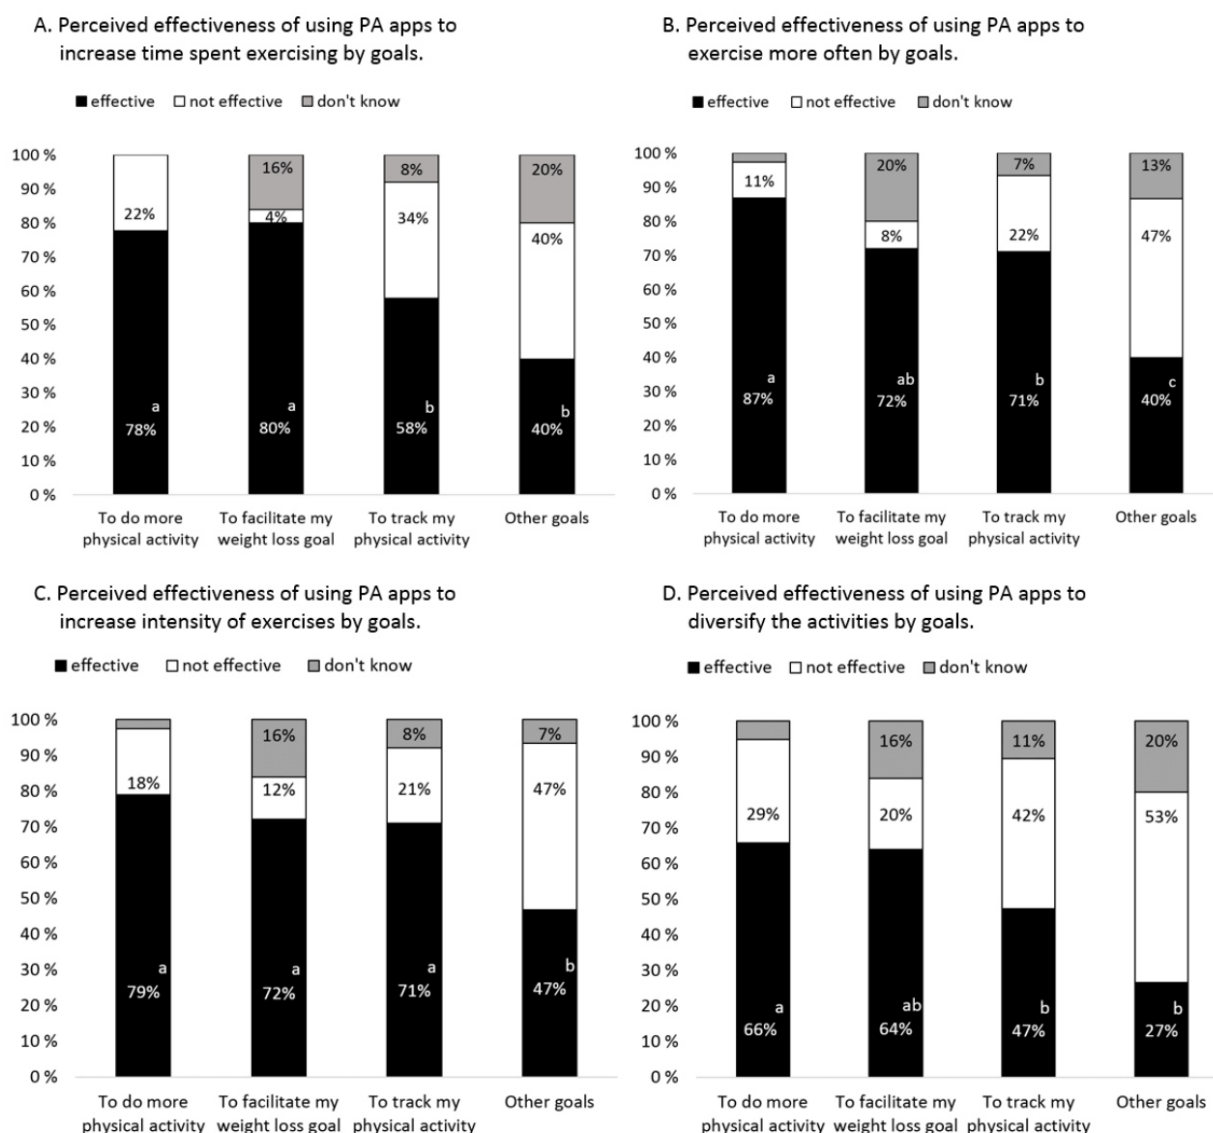 A. Perceived effectiveness of using PA apps to
increase time spent exercising by goals.
effective not effective don't know
100 %
90 %
80 %
70 %
60 %
50 %
40 %
30 %
20 %
10 %
0 %
22%
a
78%
16%
4%
a
80%
8%
34%
b
58%
20%
40%
b
40%
To do more
physical activity
To facilitate my
weight loss goal
To track my
physical activity
Other goals
B. Perceived effectiveness of using PA apps to
exercise more often by goals.
effective not effective don't know
100 %
90 %
80 %
70 %
60 %
50 %
40 %
30 %
20 %
10 %
0 %
11%
a
87%
20%
8%
ab
72%
7%
22%
b
71%
13%
47%
c
40%
To do more
physical activity
To facilitate my
weight loss goal
To track my
physical activity
Other goals
C. Perceived effectiveness of using PA apps to
increase intensity of exercises by goals.
effective not effective don't know
100 %
90 %
80 %
70 %
60 %
50 %
40 %
30 %
20 %
10 %
0 %
18%
a
79%
16%
12%
a
72%
8%
21%
a
71%
7%
47%
b
47%
To do more
physical activity
To facilitate my
weight loss goal
To track my
physical activity
Other goals
D. Perceived effectiveness of using PA apps to
diversify the activities by goals.
effective not effective don't know
100 %
90 %
80 %
70 %
60 %
50 %
40 %
30 %
20 %
10 %
0 %
29%
a
66%
16%
20%
ab
64%
11%
42%
b
47%
20%
53%
b
27%
To do more
physical activity
To facilitate my
weight loss goal
To track my
physical activity
Other goals